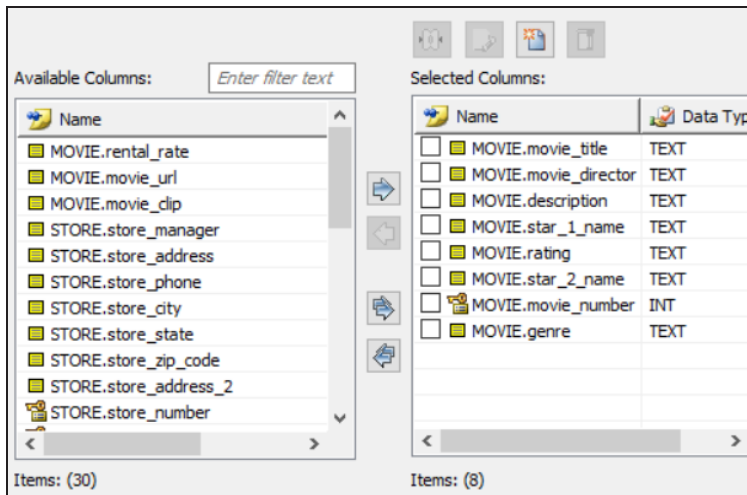 Available Columns:
Enter filter text
Name
MOVIE.rental_rate
MOVIE.movie_url
MOVIE.movie_clip
STORE.store_manager
STORE.store_address
STORE.store_phone
STORE.store_city
STORE.store_state
STORE.store_zip_code
STORE.store_address_2
STORE.store_number
Items: (30)
Selected Columns:
Name Data Typ
MOVIE.movie_title TEXT
MOVIE.movie_director TEXT
MOVIE.description TEXT
MOVIE.star_1_name TEXT
MOVIE.rating TEXT
MOVIE.star_2_name TEXT
MOVIE.movie_number INT
MOVIE.genre TEXT
Items: (8)